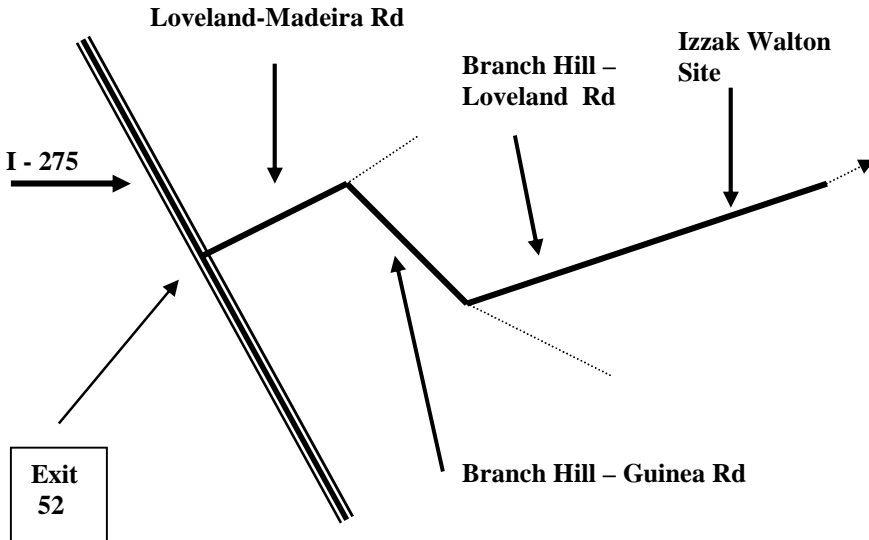 Loveland-Madeira Rd
Izzak Walton
Site
Branch Hill –
Loveland Rd
I - 275
Exit
52
Branch Hill – Guinea Rd